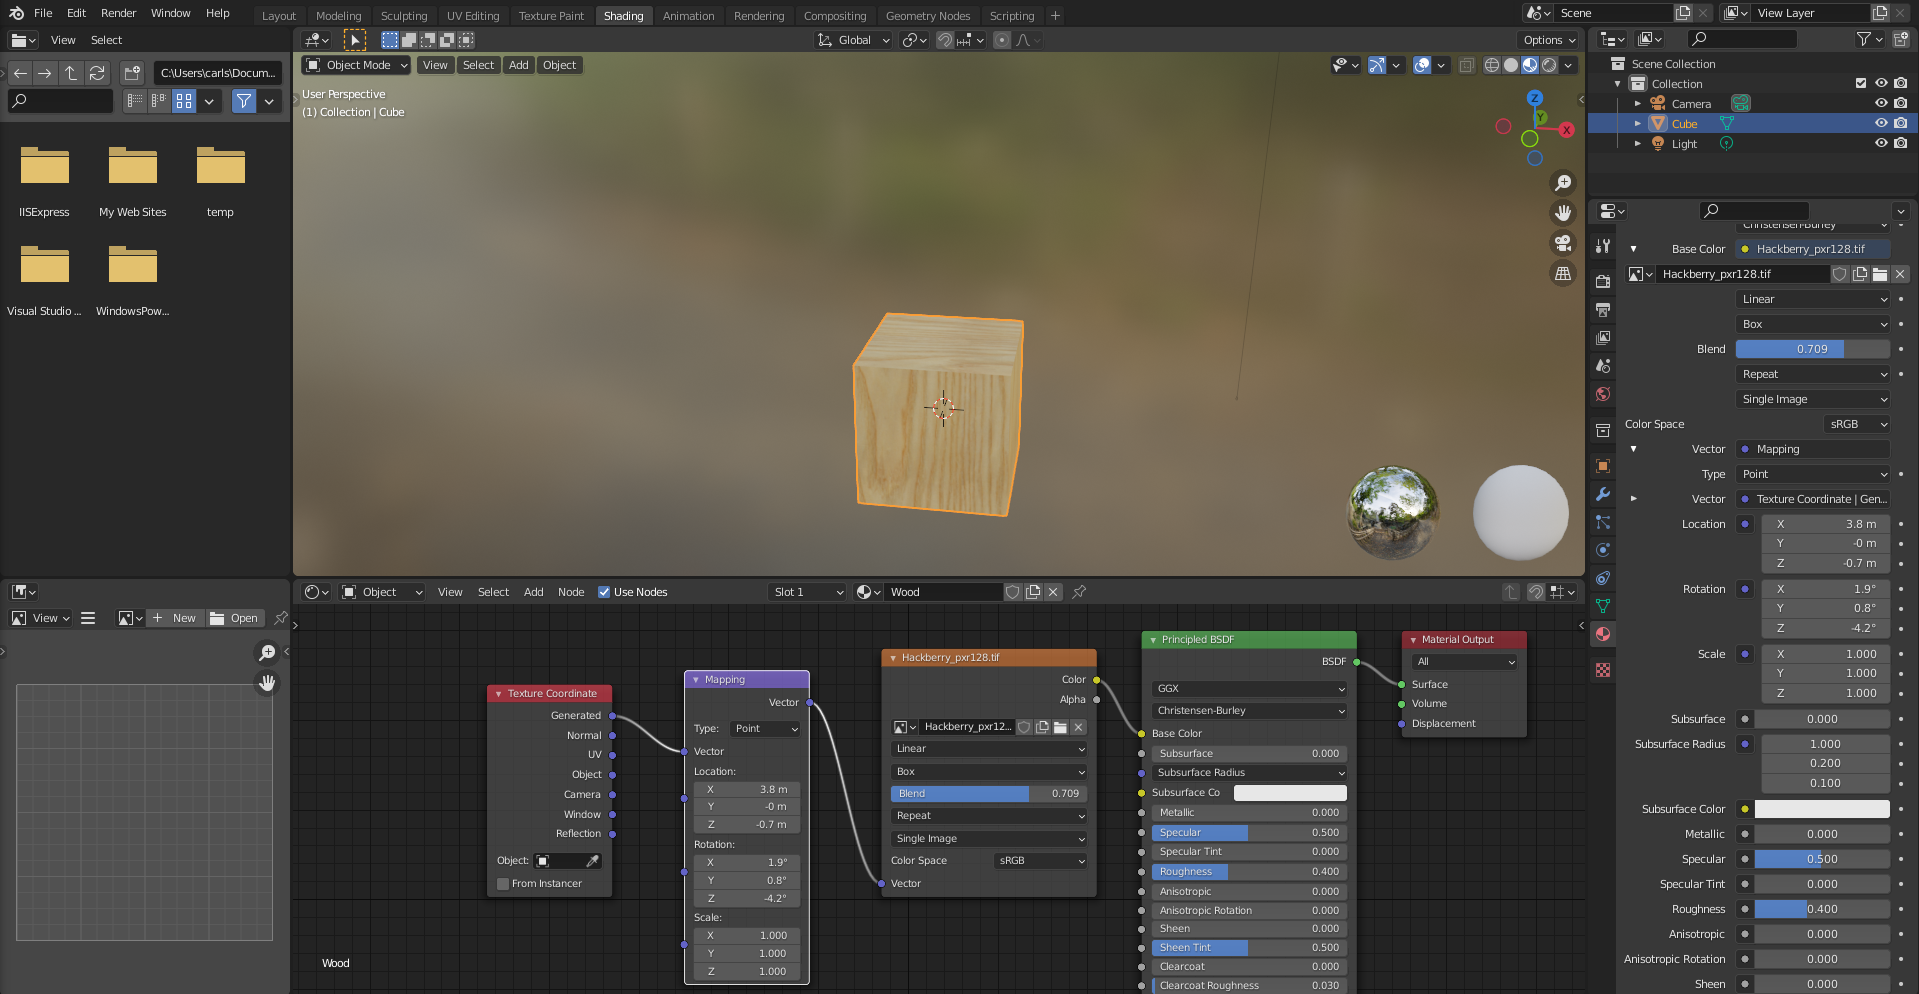 File Edit Render Window Help Layout Modeling Sculpting UV Editing Texture Paint Shading Animation Rendering Compositing Geometry Nodes Scripting + Scene View Layer
View Select
Global
Options
C:\Users\carls\Docum...
Object Mode View Select Add Object
User Perspective
(1) Collection | Cube
Z
Y
X
IISExpress
My Web Sites
temp
Visual Studio ...
WindowsPow...
Scene Collection
Collection
Camera
Cube
Light
Christensen-Burley
Base Color Hackberry_pxr128.tif
Hackberry_pxr128.tif
Linear
Box
Blend 0.709
Repeat
Single Image
Color Space sRGB
Vector Mapping
Type Point
Vector Texture Coordinate | Gen...
Location X 3.8 m
Y -0 m
Z -0.7 m
Rotation X 1.9°
Y 0.8°
Z -4.2°
Scale X 1.000
Y 1.000
Z 1.000
Subsurface 0.000
Subsurface Radius 1.000
0.200
0.100
Subsurface Color
Metallic 0.000
Specular 0.500
Specular Tint 0.000
Roughness 0.400
Anisotropic 0.000
Anisotropic Rotation 0.000
Sheen 0.000
View + New Open
Object View Select Add Node Use Nodes Slot 1 Wood
Texture Coordinate
Generated
Normal
UV
Object
Camera
Window
Reflection
Object:
From Instancer
Mapping
Vector
Type: Point
Vector
Location:
X 3.8 m
Y -0 m
Z -0.7 m
Rotation:
X 1.9°
Y 0.8°
Z -4.2°
Scale:
X 1.000
Y 1.000
Z 1.000
Hackberry_pxr128.tif
Color
Alpha
Hackberry_pxr12...
Linear
Box
Blend 0.709
Repeat
Single Image
Color Space sRGB
Vector
Principled BSDF
BSDF
GGX
Christensen-Burley
Base Color
Subsurface 0.000
Subsurface Radius
Subsurface Co
Metallic 0.000
Specular 0.500
Specular Tint 0.000
Roughness 0.400
Anisotropic 0.000
Anisotropic Rotation 0.000
Sheen 0.000
Sheen Tint 0.500
Clearcoat 0.000
Clearcoat Roughness 0.030
Material Output
All
Surface
Volume
Displacement
Wood